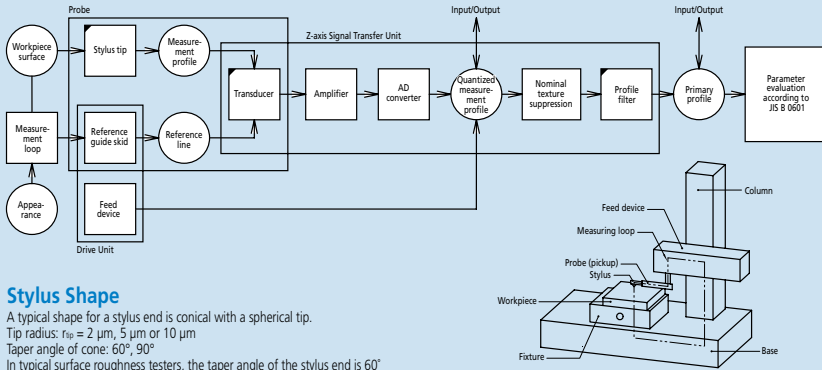 Probe
Input/Output
Input/Output
Z-axis Signal Transfer Unit
Workpiece
surface
Stylus tip
Measure-
ment
profile
Transducer
Amplifier
AD
converter
Quantized
measure-
ment
profile
Nominal
texture
suppression
Profile
filter
Primary
profile
Parameter
evaluation
according to
JIS B 0601
Measure-
ment
loop
Reference
guide skid
Reference
line
Appea-
rance
Feed
device
Drive Unit
Column
Feed device
Measuring loop
Probe (pickup)
Stylus
Workpiece
Fixture
Base
Stylus Shape
A typical shape for a stylus end is conical with a spherical tip.
Tip radius: rtip = 2 μm, 5 μm or 10 μm
Taper angle of cone: 60°, 90°
In typical surface roughness testers, the taper angle of the stylus end is 60˚